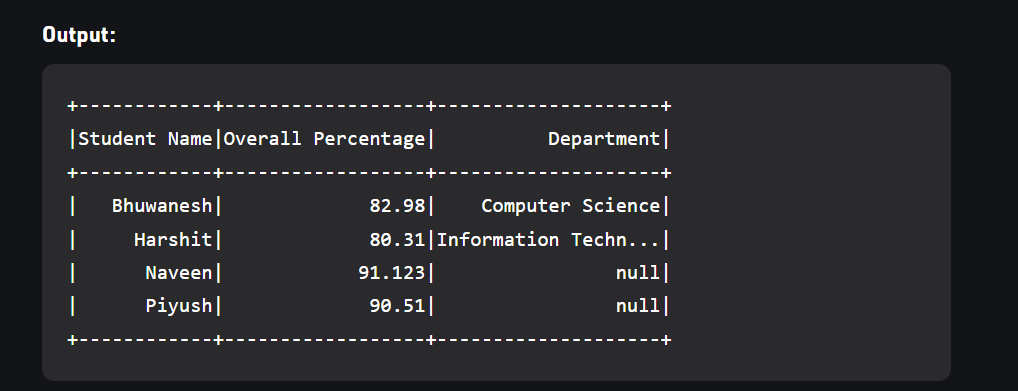 Output:
+------------+------------------+--------------------+
|Student Name|Overall Percentage|          Department|
+------------+------------------+--------------------+
|   Bhuwanesh|             82.98|    Computer Science|
|     Harshit|             80.31|Information Techn...|
|      Naveen|            91.123|                null|
|      Piyush|             90.51|                null|
+------------+------------------+--------------------+